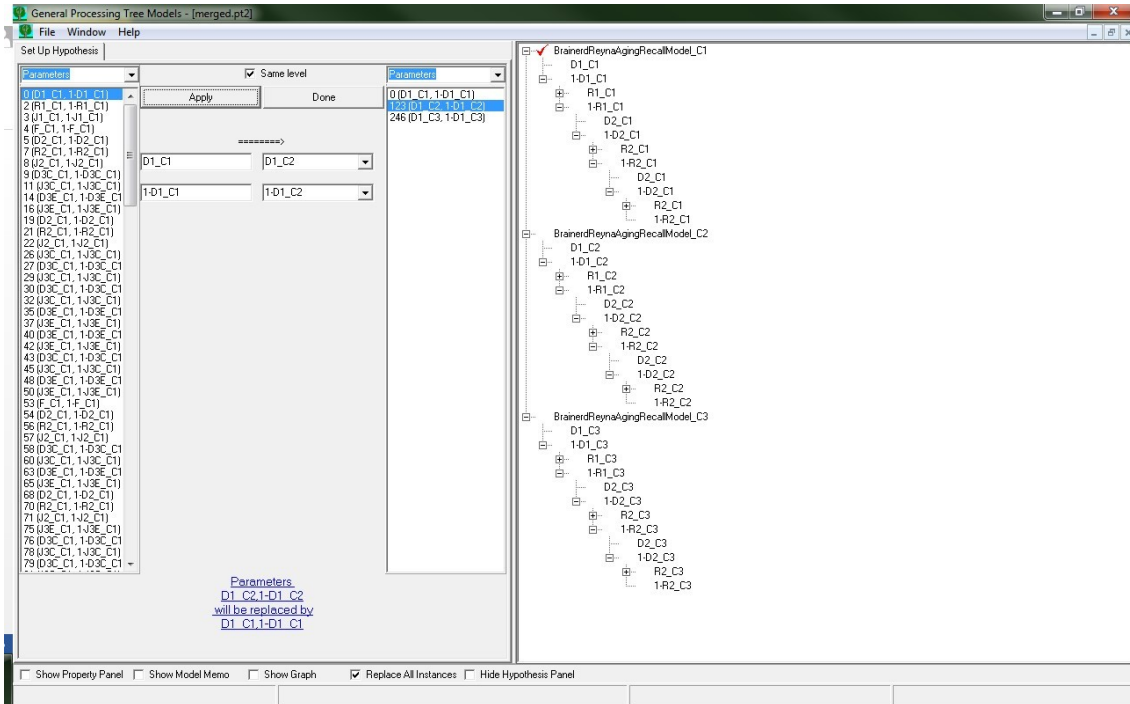 General Processing Tree Models - [merged.pt2]
File Window Help
Set Up Hypothesis
Parameters
Same level
Parameters
Apply
Done
========>
D1_C1
D1_C2
1-D1_C1
1-D1_C2
0 (D1_C1, 1-D1_C1)
2 (R1_C1, 1-R1_C1)
3 (J1_C1, 1-J1_C1)
4 (F_C1, 1-F_C1)
5 (D2_C1, 1-D2_C1)
7 (R2_C1, 1-R2_C1)
8 (J2_C1, 1-J2_C1)
9 (D3C_C1, 1-D3C_C1)
11 (J3C_C1, 1-J3C_C1)
14 (D3E_C1, 1-D3E_C1
16 (J3E_C1, 1-J3E_C1)
19 (D2_C1, 1-D2_C1)
21 (R2_C1, 1-R2_C1)
22 (J2_C1, 1-J2_C1)
26 (J3C_C1, 1-J3C_C1)
27 (D3C_C1, 1-D3C_C1
29 (J3C_C1, 1-J3C_C1)
30 (D3C_C1, 1-D3C_C1
32 (J3C_C1, 1-J3C_C1)
35 (D3E_C1, 1-D3E_C1
37 (J3E_C1, 1-J3E_C1)
40 (D3E_C1, 1-D3E_C1
42 (J3E_C1, 1-J3E_C1)
43 (D3C_C1, 1-D3C_C1
45 (J3C_C1, 1-J3C_C1)
48 (D3E_C1, 1-D3E_C1
50 (J3E_C1, 1-J3E_C1)
53 (F_C1, 1-F_C1)
54 (D2_C1, 1-D2_C1)
56 (R2_C1, 1-R2_C1)
57 (J2_C1, 1-J2_C1)
58 (D3C_C1, 1-D3C_C1
60 (J3C_C1, 1-J3C_C1)
63 (D3E_C1, 1-D3E_C1
65 (J3E_C1, 1-J3E_C1)
68 (D2_C1, 1-D2_C1)
70 (R2_C1, 1-R2_C1)
71 (J2_C1, 1-J2_C1)
75 (J3E_C1, 1-J3E_C1)
76 (D3C_C1, 1-D3C_C1
78 (J3C_C1, 1-J3C_C1)
79 (D3C_C1, 1-D3C_C1
0 (D1_C1, 1-D1_C1)
123 (D1_C2, 1-D1_C2)
246 (D1_C3, 1-D1_C3)
Parameters
D1_C2,1-D1_C2
will be replaced by
D1_C1,1-D1_C1
BrainerdReynaAgingRecallModel_C1
D1_C1
1-D1_C1
R1_C1
1-R1_C1
D2_C1
1-D2_C1
R2_C1
1-R2_C1
D2_C1
1-D2_C1
R2_C1
1-R2_C1
BrainerdReynaAgingRecallModel_C2
D1_C2
1-D1_C2
R1_C2
1-R1_C2
D2_C2
1-D2_C2
R2_C2
1-R2_C2
D2_C2
1-D2_C2
R2_C2
1-R2_C2
BrainerdReynaAgingRecallModel_C3
D1_C3
1-D1_C3
R1_C3
1-R1_C3
D2_C3
1-D2_C3
R2_C3
1-R2_C3
D2_C3
1-D2_C3
R2_C3
1-R2_C3
Show Property Panel Show Model Memo Show Graph Replace All Instances Hide Hypothesis Panel